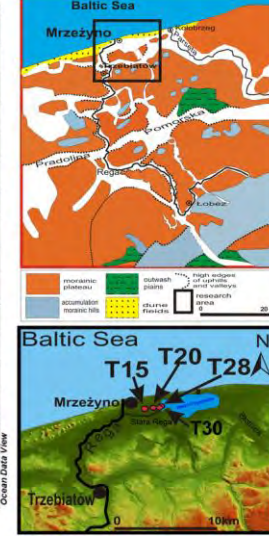 Baltic Sea
Mrzeżyno
Kołobrzeg
Parsęta
Trzebiatów
Pomorska
Pradolina
Rega
Łobez
morainic plateau
outwash plains
high edges of uphills and valleys
accumulation morainic hills
dune fields
research area
0 20
Baltic Sea
N
T15
T20
T28
Mrzeżyno
Stara Rega
T30
Rega
Trzebiatów
0 10km
Ocean Data View